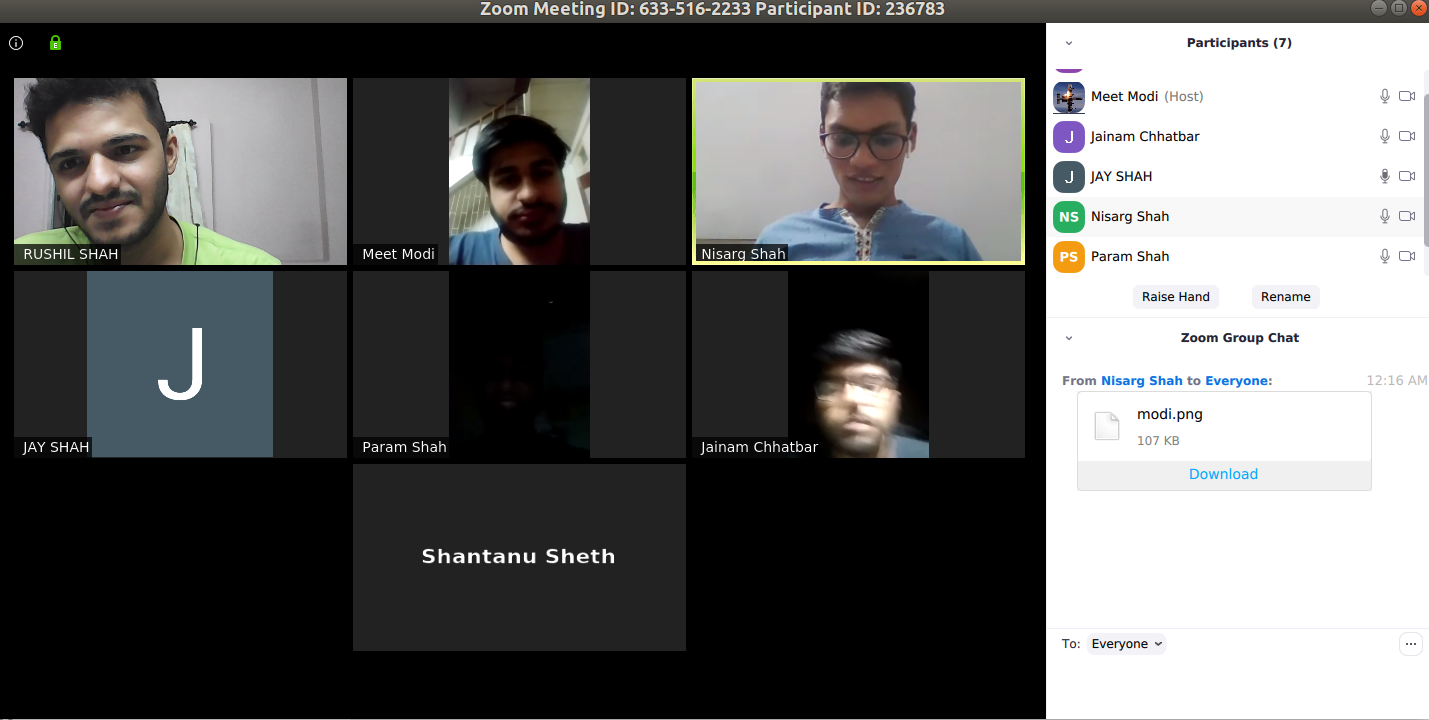 Zoom Meeting ID: 633-516-2233 Participant ID: 236783
RUSHIL SHAH
Meet Modi
Nisarg Shah
J
JAY SHAH
Param Shah
Jainam Chhatbar
Shantanu Sheth
Participants (7)
Meet Modi (Host)
J Jainam Chhatbar
J JAY SHAH
NS Nisarg Shah
PS Param Shah
Raise Hand Rename
Zoom Group Chat
From Nisarg Shah to Everyone: 12:16 AM
modi.png
107 KB
Download
To: Everyone